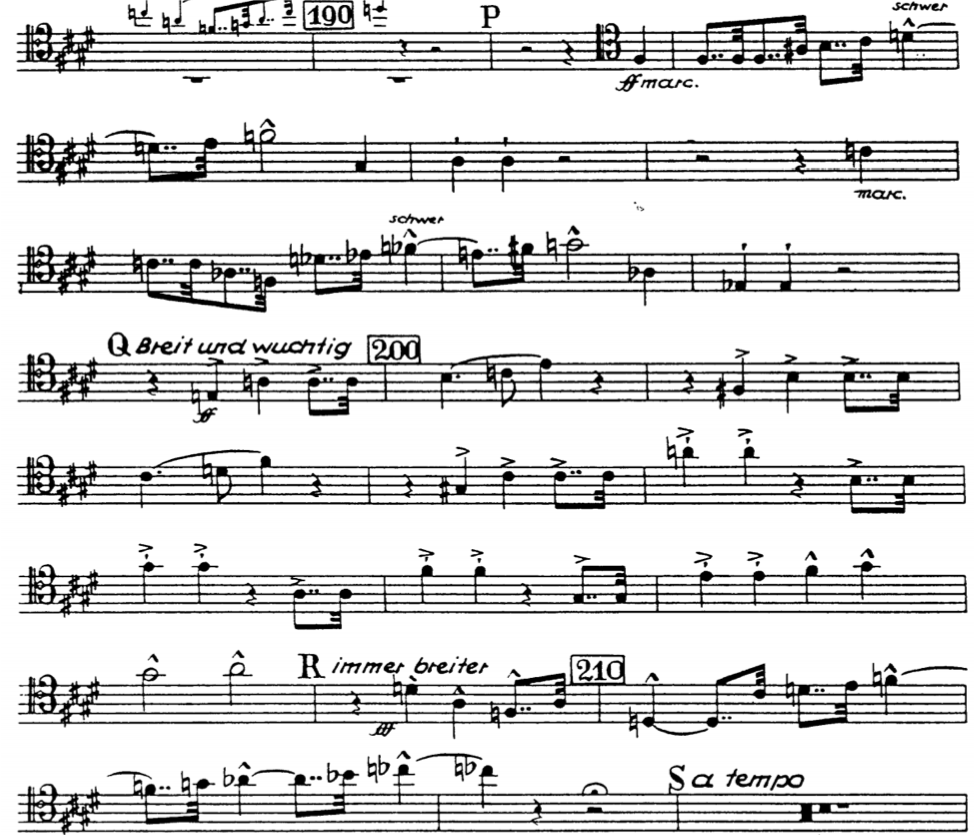 190 P schwer
ff marc.
marc.
schwer
Q Breit und wuchtig 200
ff
R immer breiter 210
ff
S a tempo